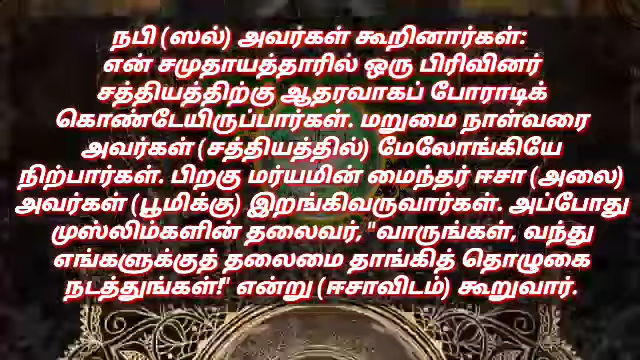 நபி (ஸல்) அவர்கள் கூறினார்கள்:
என் சமுதாயத்தாரில் ஒரு பிரிவினர்
சத்தியத்திற்கு ஆதரவாகப் போராடிக்
கொண்டேயிருப்பார்கள். மறுமை நாள்வரை
அவர்கள் (சத்தியத்தில்) மேலோங்கியே
நிற்பார்கள். பிறகு மர்யமின் மைந்தர் ஈசா (அலை)
அவர்கள் (பூமிக்கு) இறங்கிவருவார்கள். அப்போது
முஸ்லிம்களின் தலைவர், "வாருங்கள், வந்து
எங்களுக்குத் தலைமை தாங்கித் தொழுகை
நடத்துங்கள்!" என்று (ஈசாவிடம்) கூறுவார்.